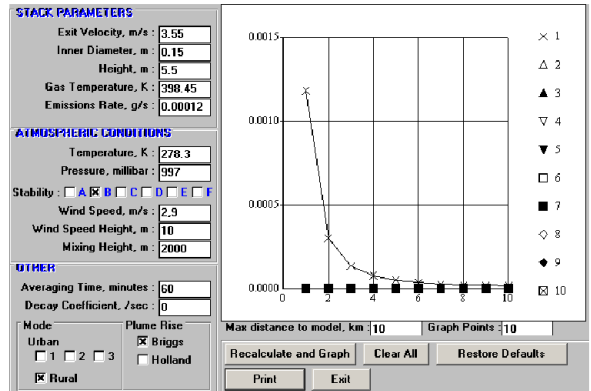 STACK PARAMETERS
Exit Velocity, m/s : 3.55
Inner Diameter, m : 0.15
Height, m : 5.5
Gas Temperature, K : 398.45
Emissions Rate, g/s : 0.00012
ATMOSPHERIC CONDITIONS
Temperature, K : 278.3
Pressure, millibar : 997
Stability : A B C D E F
Wind Speed, m/s : 2.9
Wind Speed Height, m : 10
Mixing Height, m : 2000
OTHER
Averaging Time, minutes : 60
Decay Coefficient, /sec : 0
Mode
Urban
1 2 3
Rural
Plume Rise
Briggs
Holland
0.0015
0.0010
0.0005
0.0000
0 2 4 6 8 10
1
2
3
4
5
6
7
8
9
10
Max distance to model, km : 10 Graph Points : 10
Recalculate and Graph Clear All Restore Defaults
Print Exit